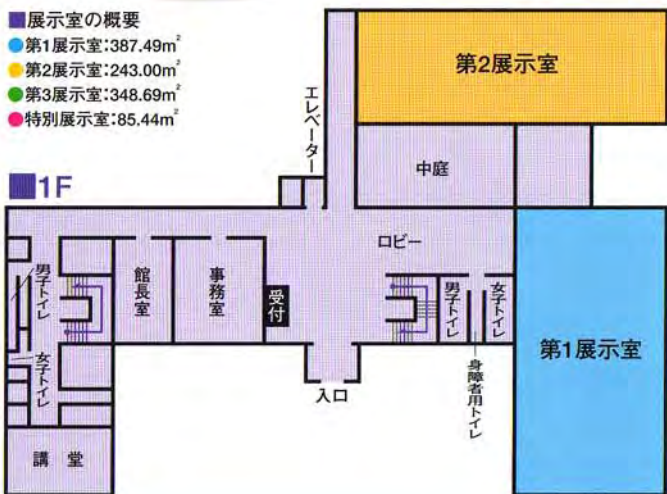 ■展示室の概要
●第1展示室:387.49m²
●第2展示室:243.00m²
●第3展示室:348.69m²
●特別展示室:85.44m²
■1F
エレベーター
第2展示室
中庭
ロビー
男子トイレ
館長室
事務室
受付
男子トイレ
女子トイレ
第1展示室
女子トイレ
身障者用トイレ
入口
講堂